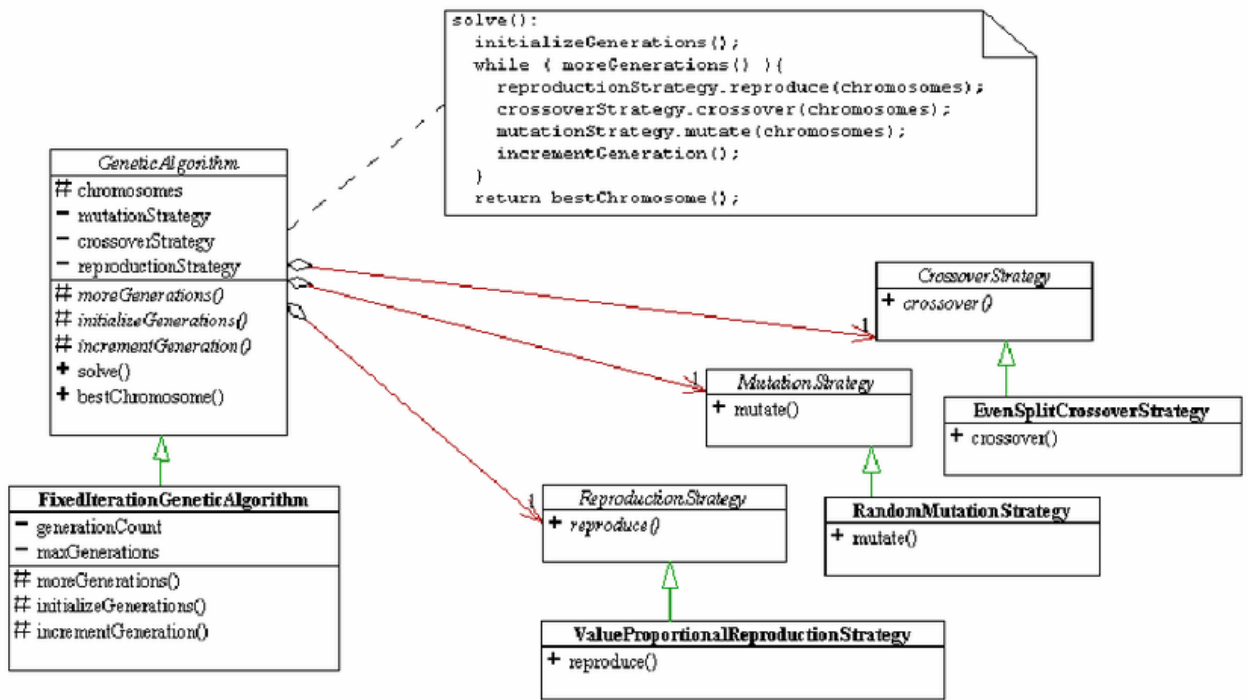 solve():
initializeGenerations();
while ( moreGenerations() ){
reproductionStrategy.reproduce(chromosomes);
crossoverStrategy.crossover(chromosomes);
mutationStrategy.mutate(chromosomes);
incrementGeneration();
}
return bestChromosome();
GeneticAlgorithm
# chromosomes
- mutationStrategy
- crossoverStrategy
- reproductionStrategy
# moreGenerations()
# initializeGenerations()
# incrementGeneration()
+ solve()
+ bestChromosome()
FixedIterationGeneticAlgorithm
- generationCount
- maxGenerations
# moreGenerations()
# initializeGenerations()
# incrementGeneration()
1
CrossoverStrategy
+ crossover()
EvenSplitCrossoverStrategy
+ crossover()
1
MutationStrategy
+ mutate()
RandomMutationStrategy
+ mutate()
1
ReproductionStrategy
+ reproduce()
ValueProportionalReproductionStrategy
+ reproduce()